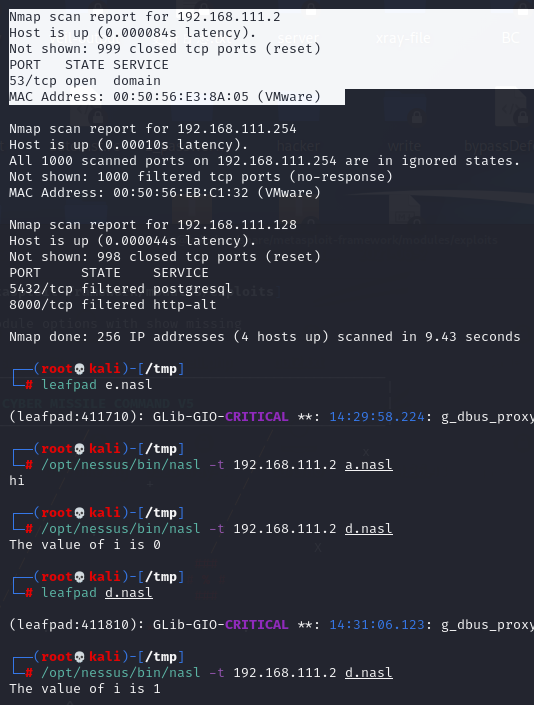 Nmap scan report for 192.168.111.2
Host is up (0.000084s latency).
Not shown: 999 closed tcp ports (reset)
PORT   STATE SERVICE
53/tcp open  domain
MAC Address: 00:50:56:E3:8A:05 (VMware)
server
xray-file
BC
Nmap scan report for 192.168.111.254
Host is up (0.00010s latency).
hacker
write
All 1000 scanned ports on 192.168.111.254 are in ignored states.
Not shown: 1000 filtered tcp ports (no-response)
MAC Address: 00:50:56:EB:C1:32 (VMware)
Nmap scan report for 192.168.111.128
Host is up (0.000044s latency).
Not shown: 998 closed tcp ports (reset)
PORT     STATE    SERVICE
5432/tcp filtered postgresql
8000/tcp filtered http-alt
Nmap done: 256 IP addresses (4 hosts up) scanned in 9.43 seconds
┌──(root💀kali)-[/tmp]
└─# leafpad e.nasl
(leafpad:411710): GLib-GIO-CRITICAL **: 14:29:58.224: g_dbus_proxy
┌──(root💀kali)-[/tmp]
└─# /opt/nessus/bin/nasl -t 192.168.111.2 a.nasl
hi
┌──(root💀kali)-[/tmp]
└─# /opt/nessus/bin/nasl -t 192.168.111.2 d.nasl
The value of i is 0
┌──(root💀kali)-[/tmp]
└─# leafpad d.nasl
(leafpad:411810): GLib-GIO-CRITICAL **: 14:31:06.123: g_dbus_proxy
┌──(root💀kali)-[/tmp]
└─# /opt/nessus/bin/nasl -t 192.168.111.2 d.nasl
The value of i is 1